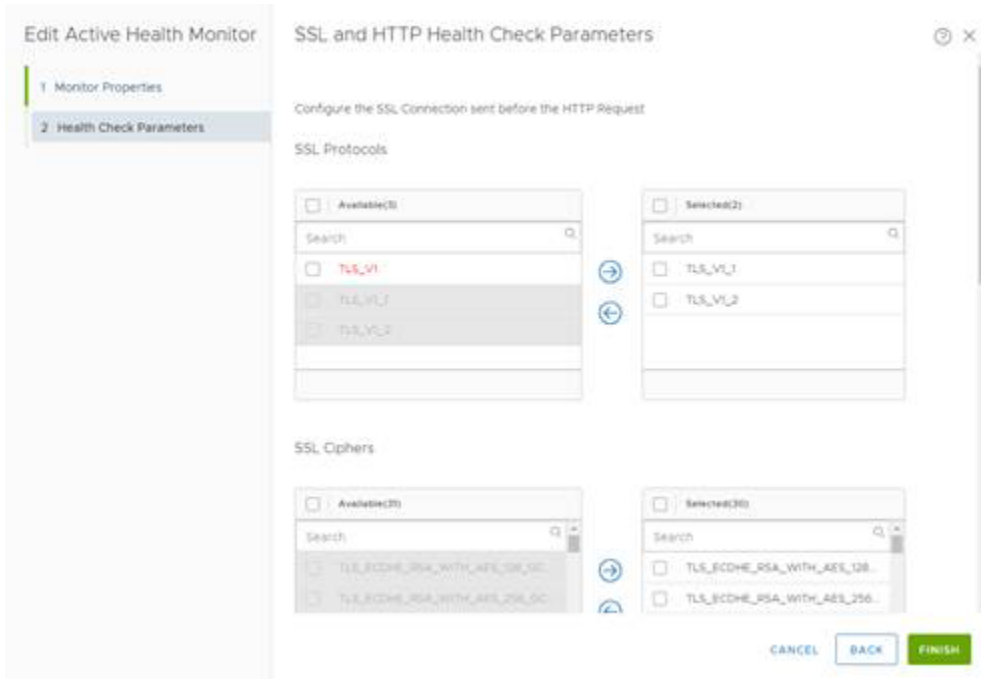 Edit Active Health Monitor
1 Monitor Properties
2 Health Check Parameters
SSL and HTTP Health Check Parameters
Configure the SSL Connection sent before the HTTP Request
SSL Protocols
Available(3)
Search
TLS_V1
TLS_V1_1
TLS_V1_2
Selected(2)
Search
TLS_V1_1
TLS_V1_2
SSL Ciphers
Available(31)
Search
TLS_ECDHE_RSA_WITH_AES_128_GC...
TLS_ECDHE_RSA_WITH_AES_256_GC...
Selected(30)
Search
TLS_ECDHE_RSA_WITH_AES_128...
TLS_ECDHE_RSA_WITH_AES_256...
CANCEL
BACK
FINISH